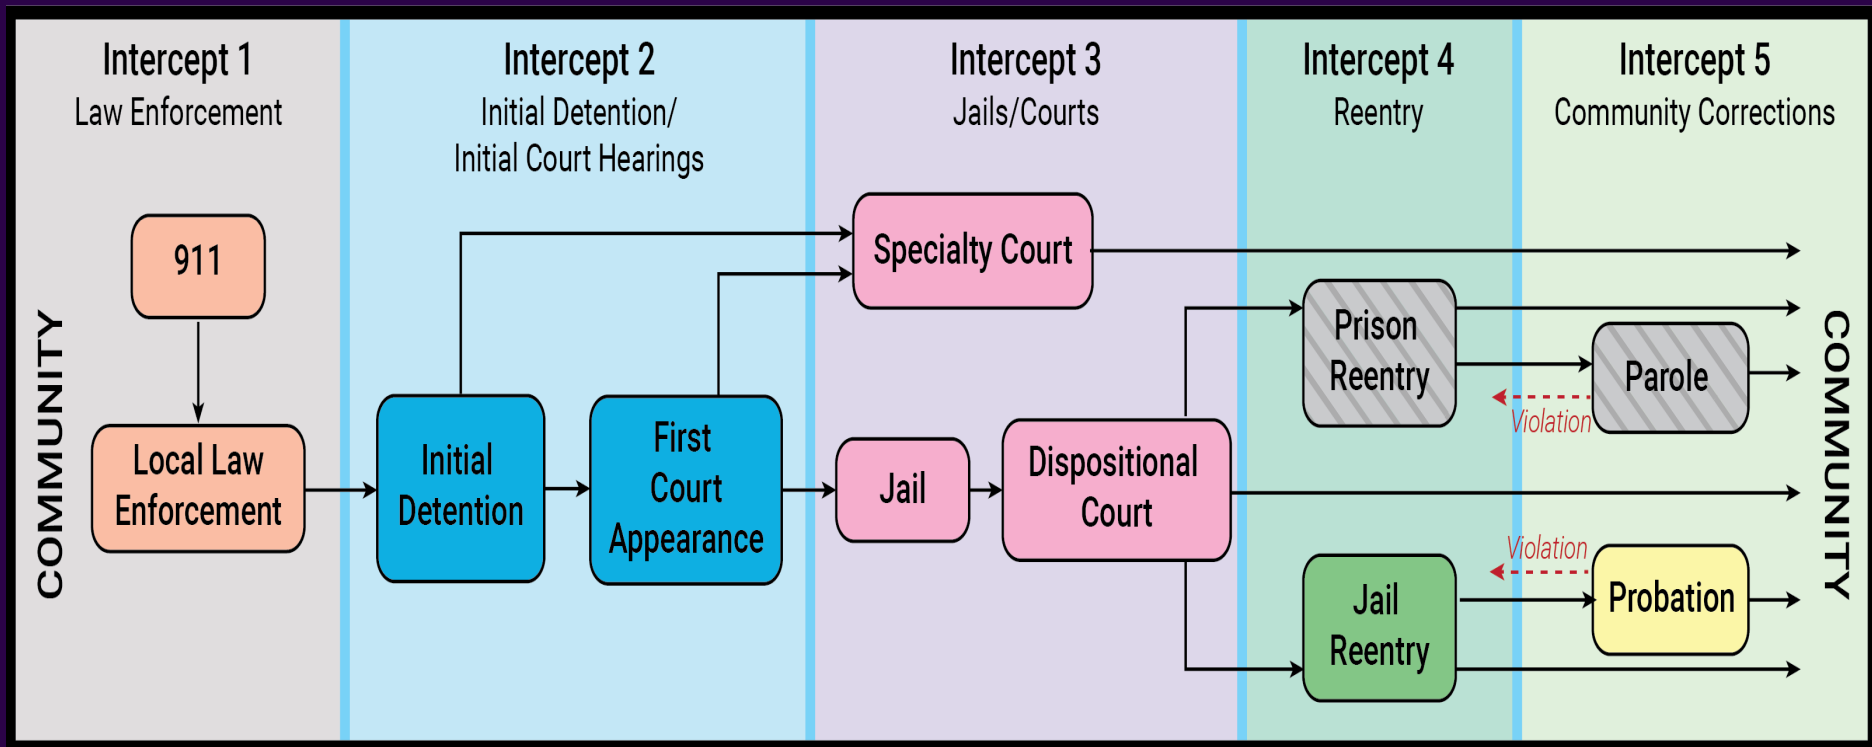 Intercept 1
Law Enforcement
Intercept 2
Initial Detention/
Initial Court Hearings
Intercept 3
Jails/Courts
Intercept 4
Reentry
Intercept 5
Community Corrections
COMMUNITY
911
Local Law
Enforcement
Initial
Detention
First
Court
Appearance
Specialty Court
Jail
Dispositional
Court
Prison
Reentry
Parole
Violation
Violation
Jail
Reentry
Probation
COMMUNITY